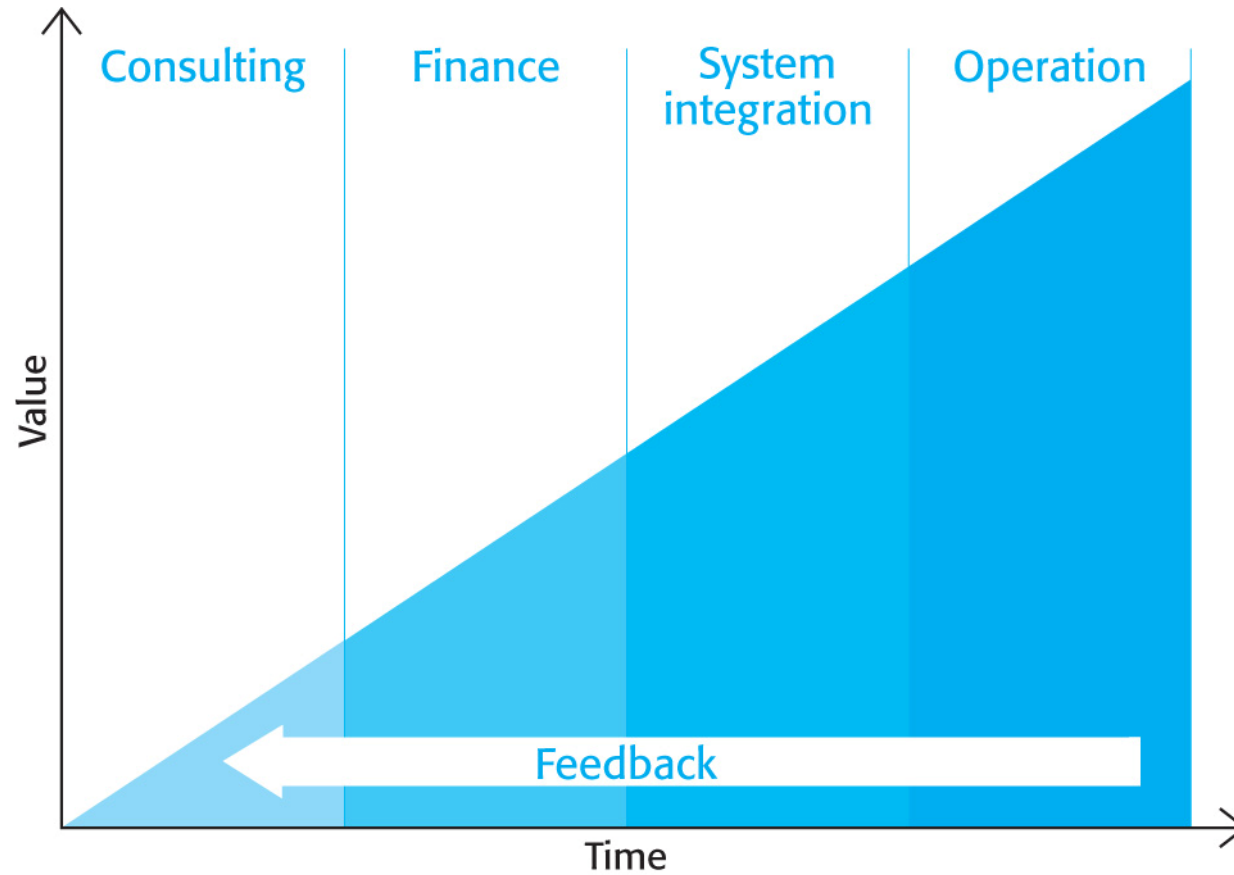 Consulting
Finance
System
integration
Operation
Value
Feedback
Time